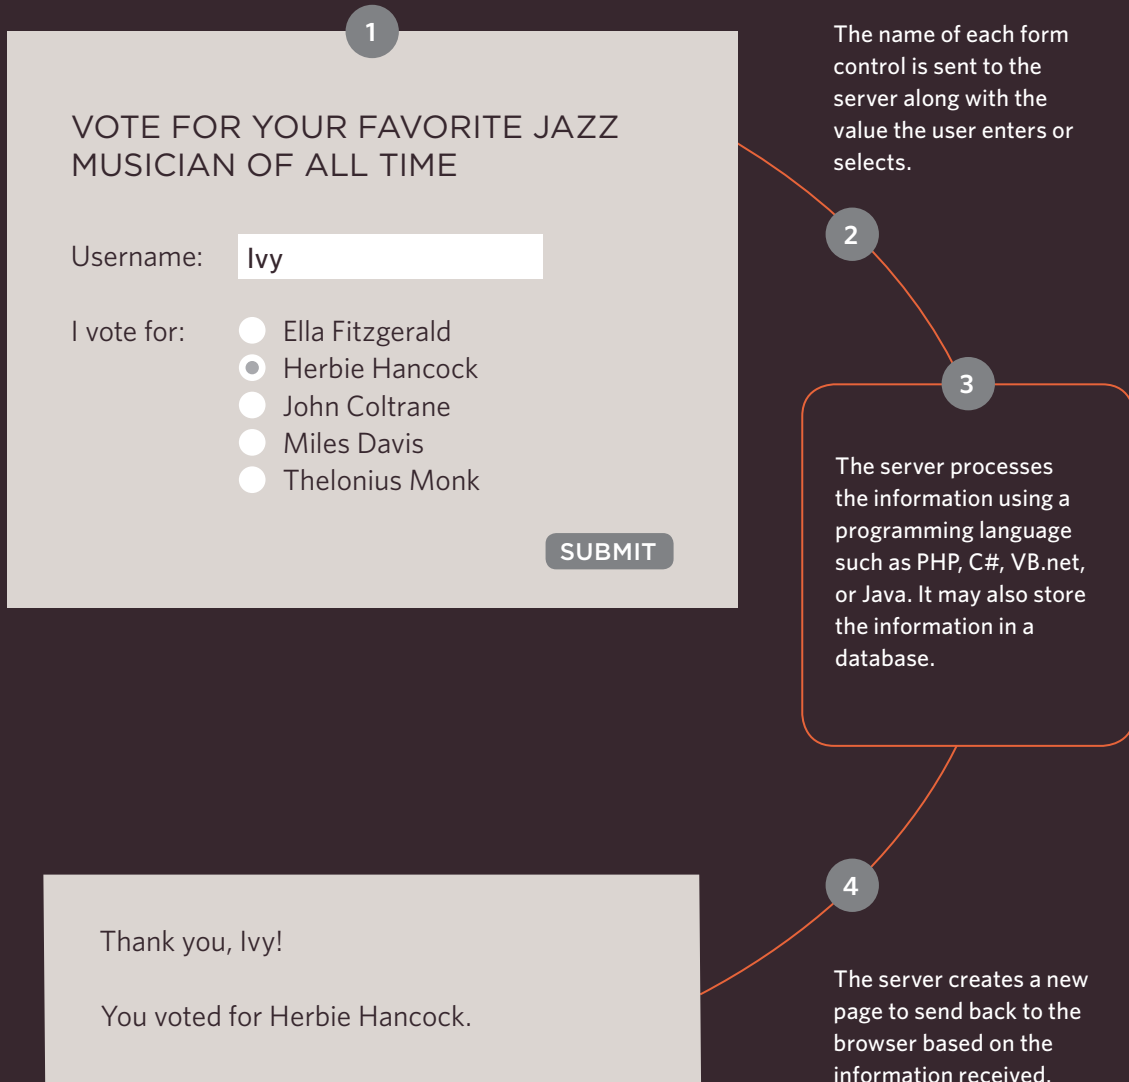 1
VOTE FOR YOUR FAVORITE JAZZ
MUSICIAN OF ALL TIME
Username: Ivy
I vote for:
Ella Fitzgerald
Herbie Hancock
John Coltrane
Miles Davis
Thelonius Monk
SUBMIT
The name of each form
control is sent to the
server along with the
value the user enters or
selects.
2
3
The server processes
the information using a
programming language
such as PHP, C#, VB.net,
or Java. It may also store
the information in a
database.
4
The server creates a new
page to send back to the
browser based on the
information received.
Thank you, Ivy!
You voted for Herbie Hancock.